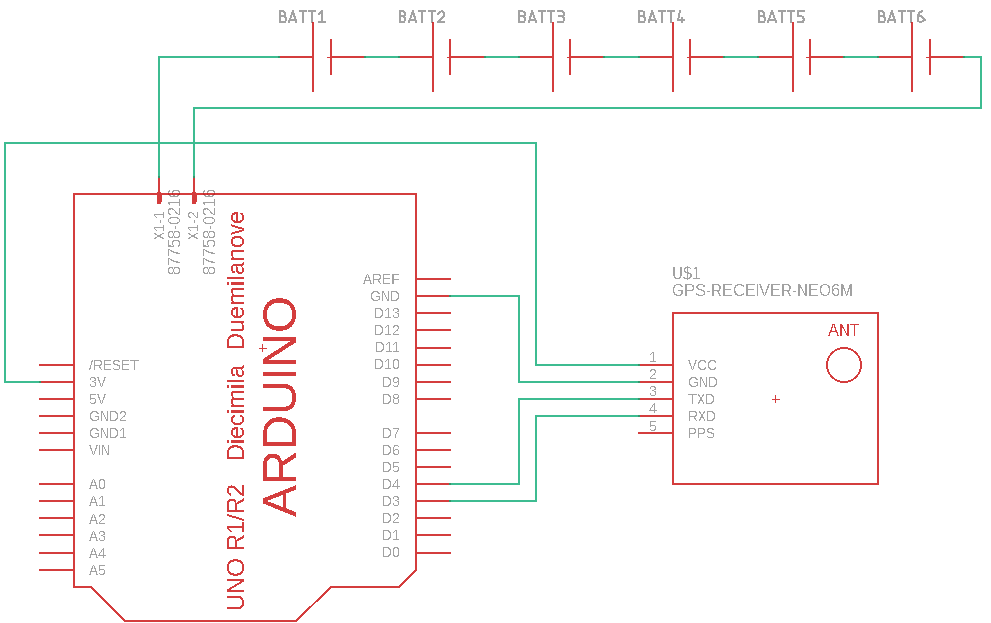 BATT1
BATT2
BATT3
BATT4
BATT5
BATT6
X1-1
87758-0216
X1-2
87758-0216
UNO R1/R2 Diecimila Duemilanove
ARDUINO
/RESET
3V
5V
GND2
GND1
VIN
A0
A1
A2
A3
A4
A5
AREF
GND
D13
D12
D11
D10
D9
D8
D7
D6
D5
D4
D3
D2
D1
D0
U$1
GPS-RECEIVER-NEO6M
ANT
1 VCC
2 GND
3 TXD
4 RXD
5 PPS